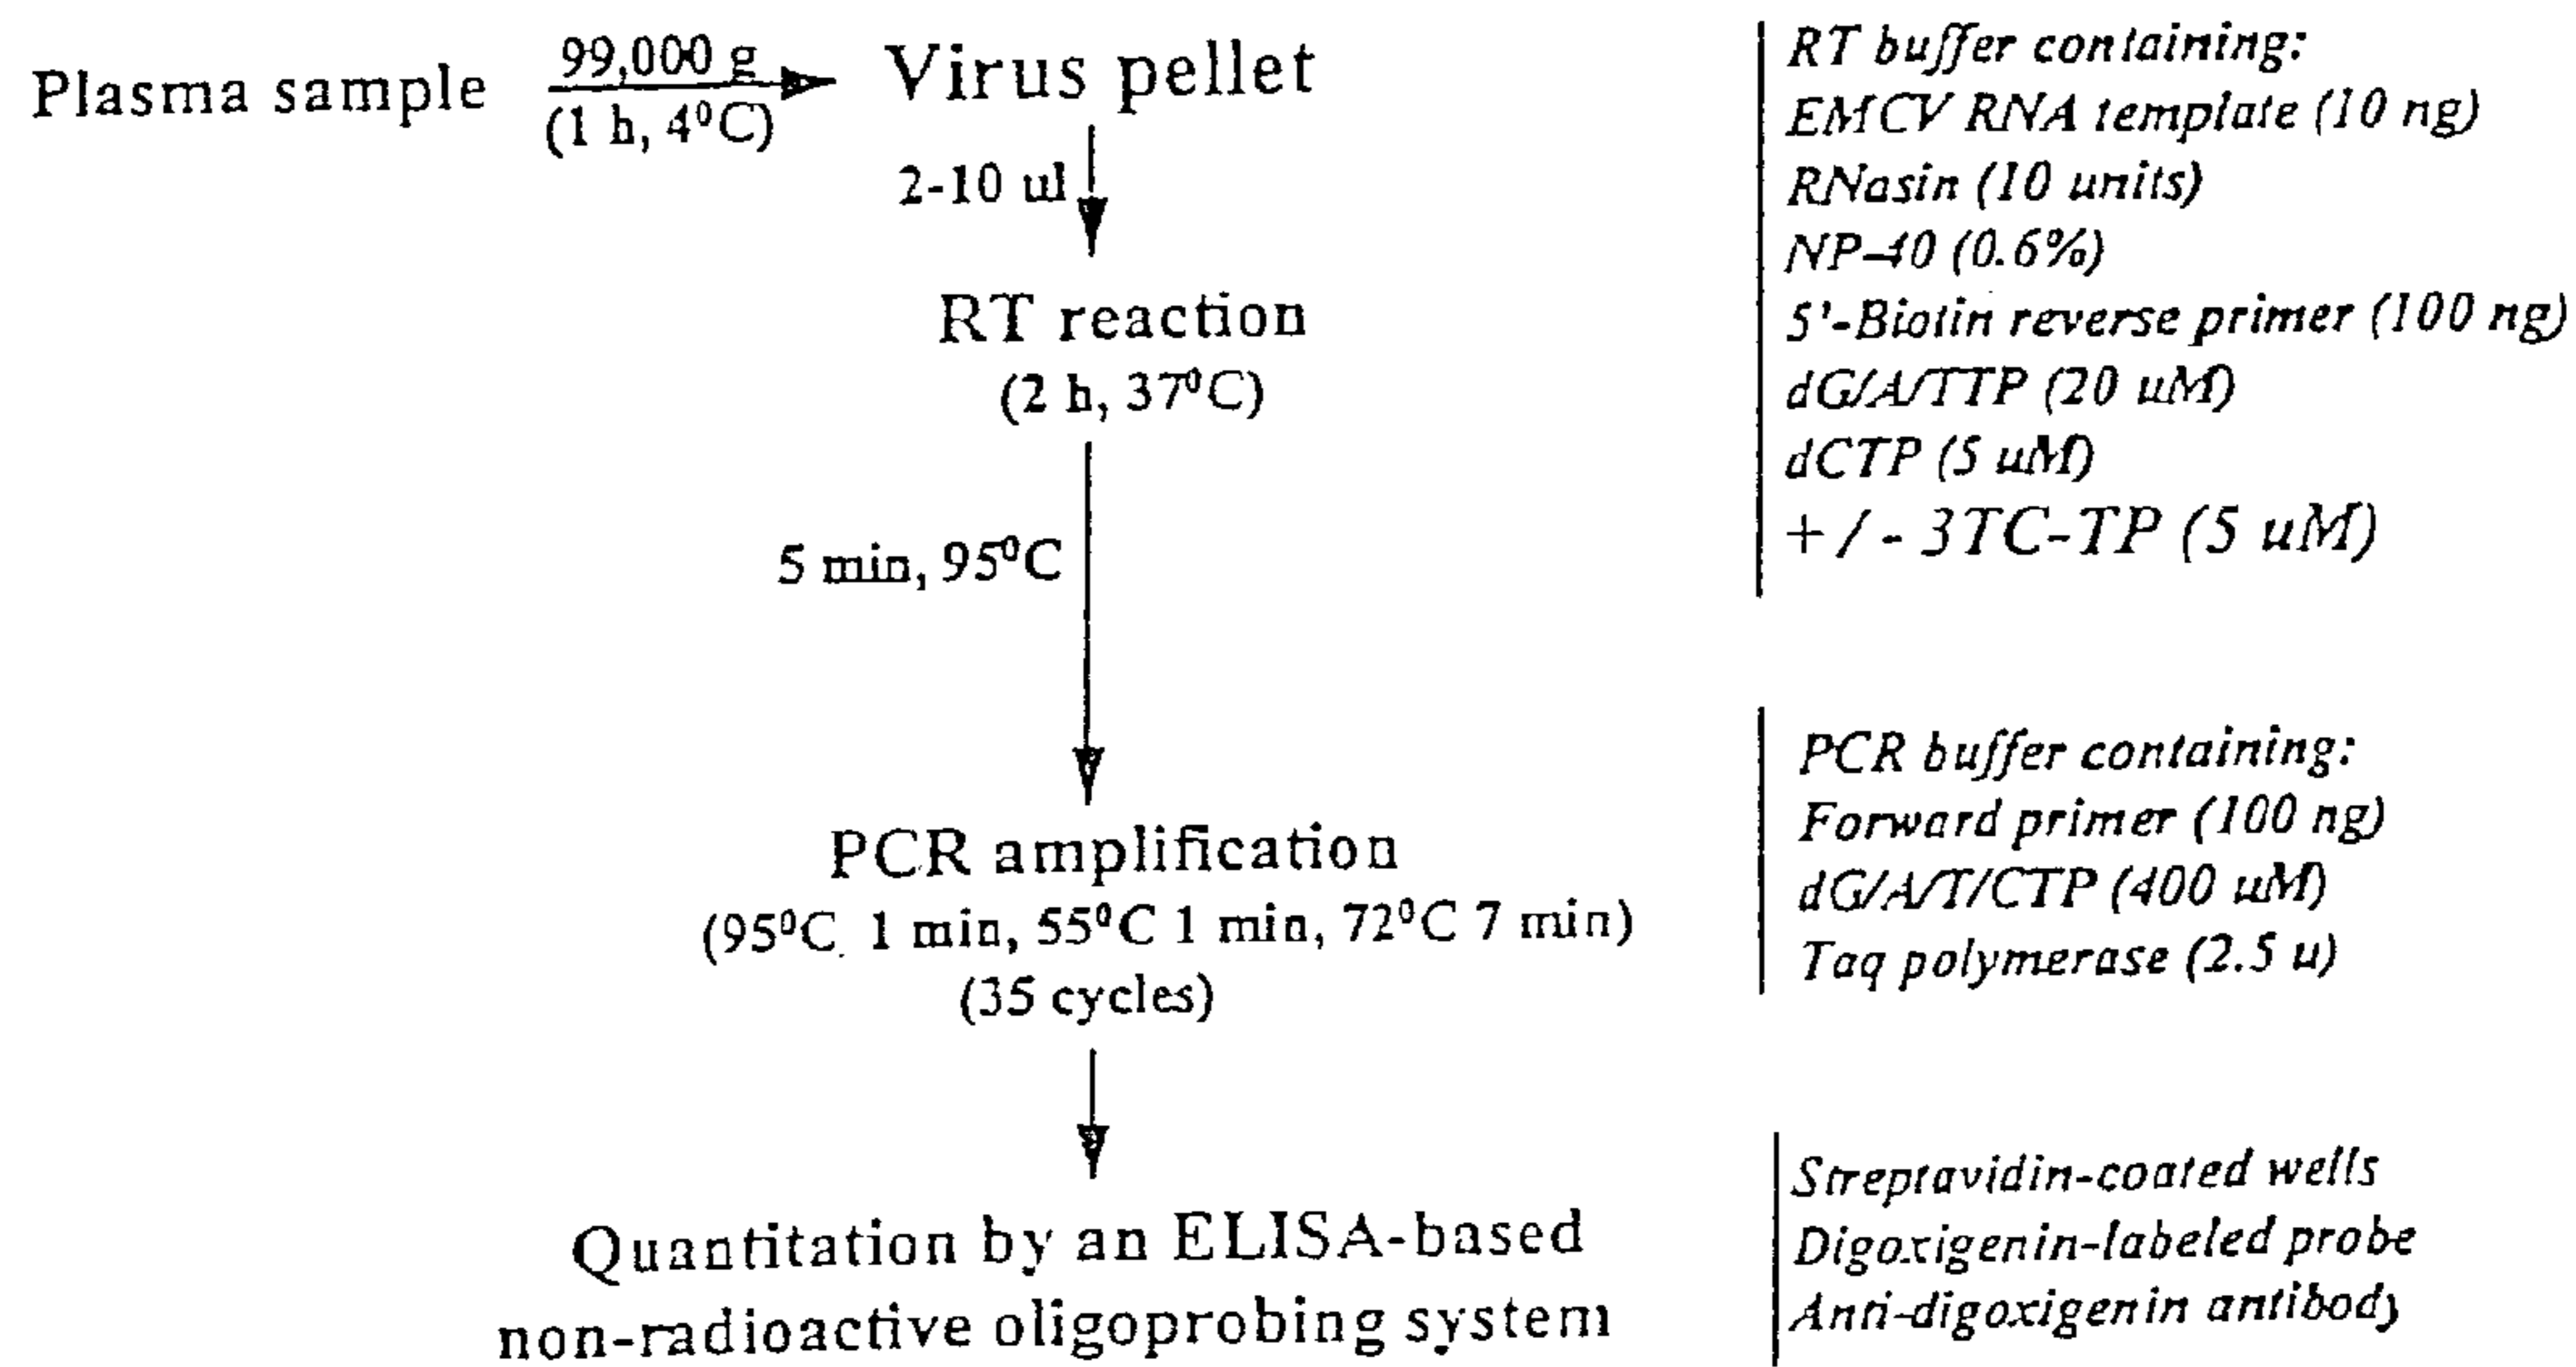 Plasma sample
99,000 g
(1 h, 4⁰C)
Virus pellet
2-10 ul
RT reaction
(2 h, 37⁰C)
5 min, 95⁰C
PCR amplification
(95⁰C 1 min, 55⁰C 1 min, 72⁰C 7 min)
(35 cycles)
Quantitation by an ELISA-based
non-radioactive oligoprobing system
RT buffer containing:
EMCV RNA template (10 ng)
RNasin (10 units)
NP-40 (0.6%)
5'-Biotin reverse primer (100 ng)
dG/A/TTP (20 uM)
dCTP (5 uM)
+/- 3TC-TP (5 uM)
PCR buffer containing:
Forward primer (100 ng)
dG/A/T/CTP (400 uM)
Taq polymerase (2.5 u)
Streptavidin-coated wells
Digoxigenin-labeled probe
Anti-digoxigenin antibody